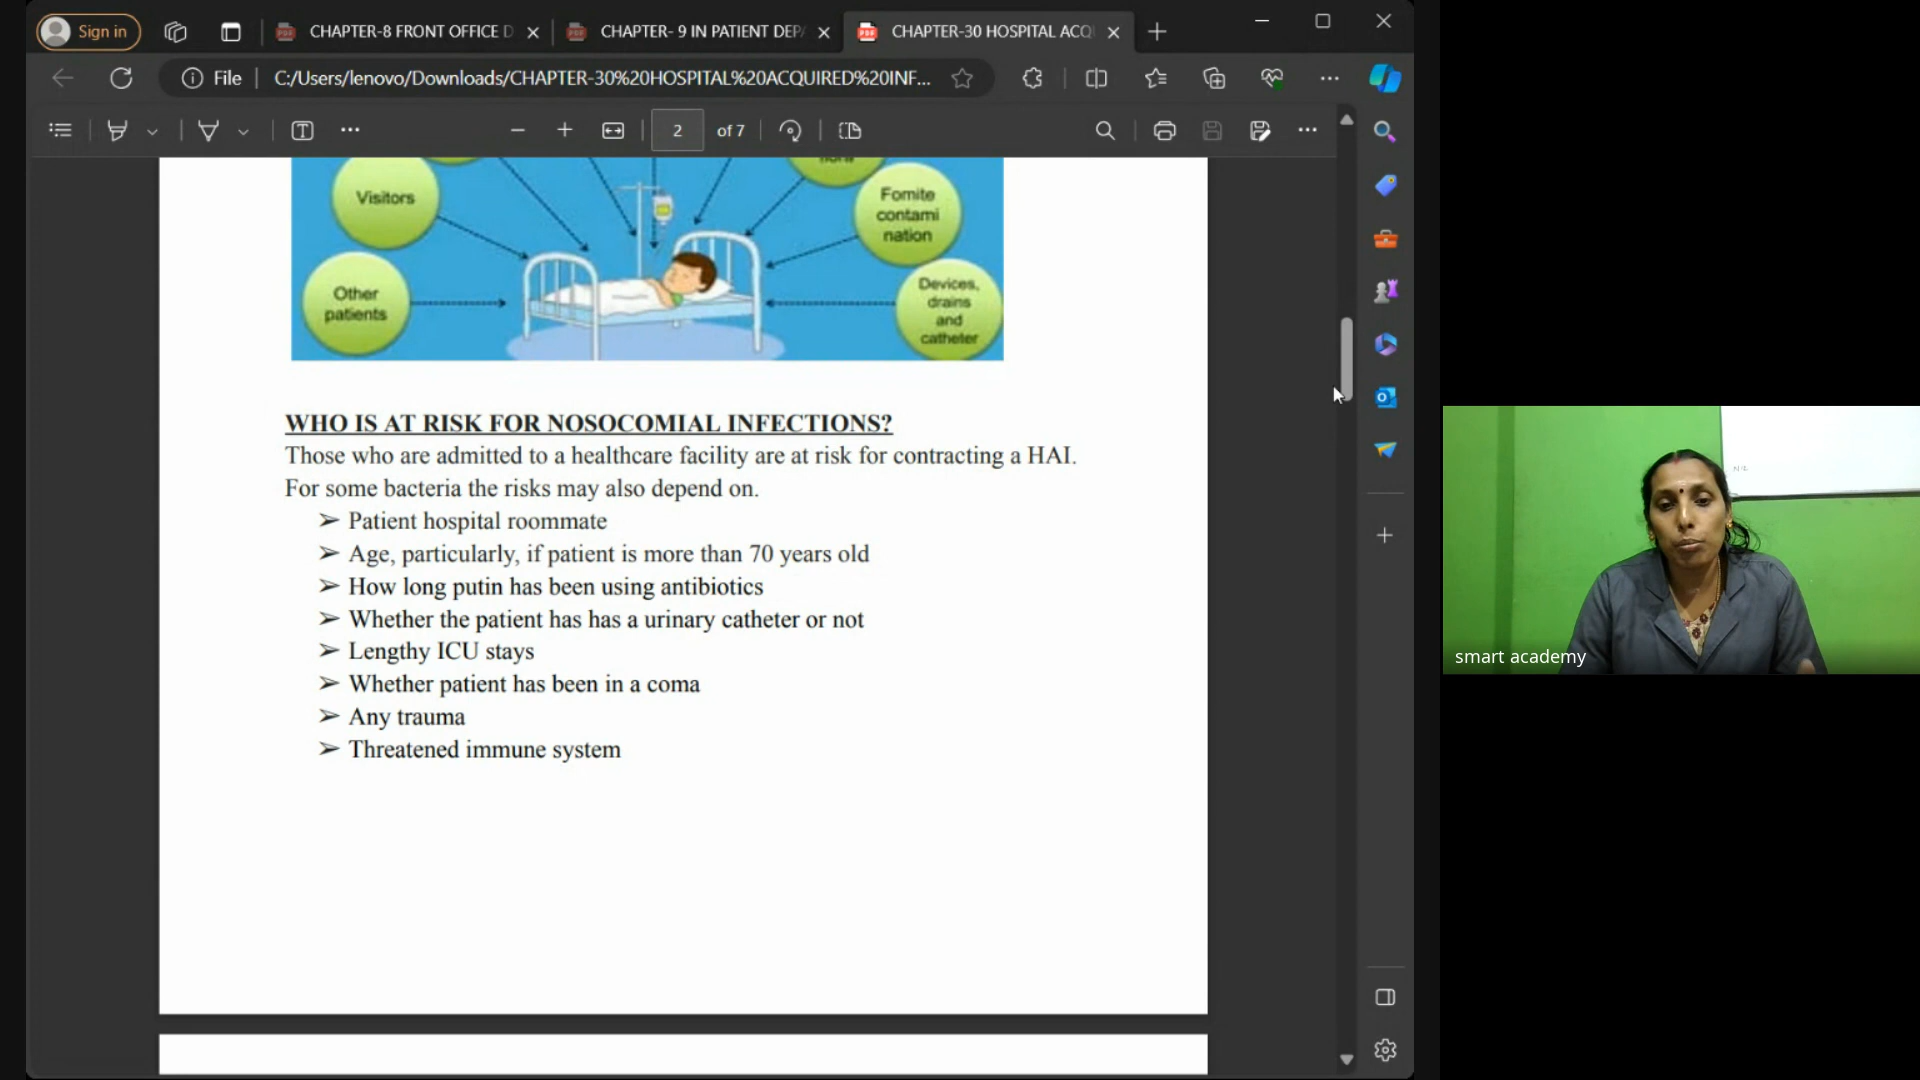 Sign in
CHAPTER-8 FRONT OFFICE D
CHAPTER- 9 IN PATIENT DEP
CHAPTER-30 HOSPITAL ACQ
File
C:/Users/lenovo/Downloads/CHAPTER-30%20HOSPITAL%20ACQUIRED%20INF...
2 of 7
Visitors
Fomite
contami
nation
Other
patients
Devices,
drains
and
catheter
WHO IS AT RISK FOR NOSOCOMIAL INFECTIONS?
Those who are admitted to a healthcare facility are at risk for contracting a HAI.
For some bacteria the risks may also depend on.
➢ Patient hospital roommate
➢ Age, particularly, if patient is more than 70 years old
➢ How long putin has been using antibiotics
➢ Whether the patient has has a urinary catheter or not
➢ Lengthy ICU stays
➢ Whether patient has been in a coma
➢ Any trauma
➢ Threatened immune system
smart academy